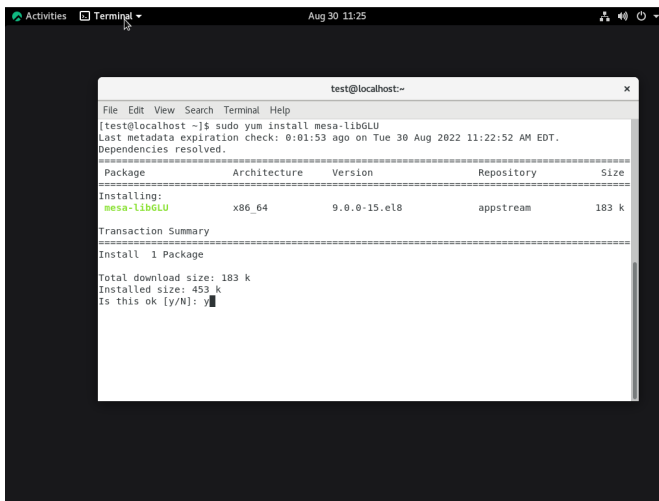 Activities Terminal Aug 30 11:25
test@localhost:~
File Edit View Search Terminal Help
[test@localhost ~]$ sudo yum install mesa-libGLU
Last metadata expiration check: 0:01:53 ago on Tue 30 Aug 2022 11:22:52 AM EDT.
Dependencies resolved.
================================================================================
Package Architecture Version Repository Size
================================================================================
Installing:
mesa-libGLU x86_64 9.0.0-15.el8 appstream 183 k
Transaction Summary
================================================================================
Install 1 Package
Total download size: 183 k
Installed size: 453 k
Is this ok [y/N]: y